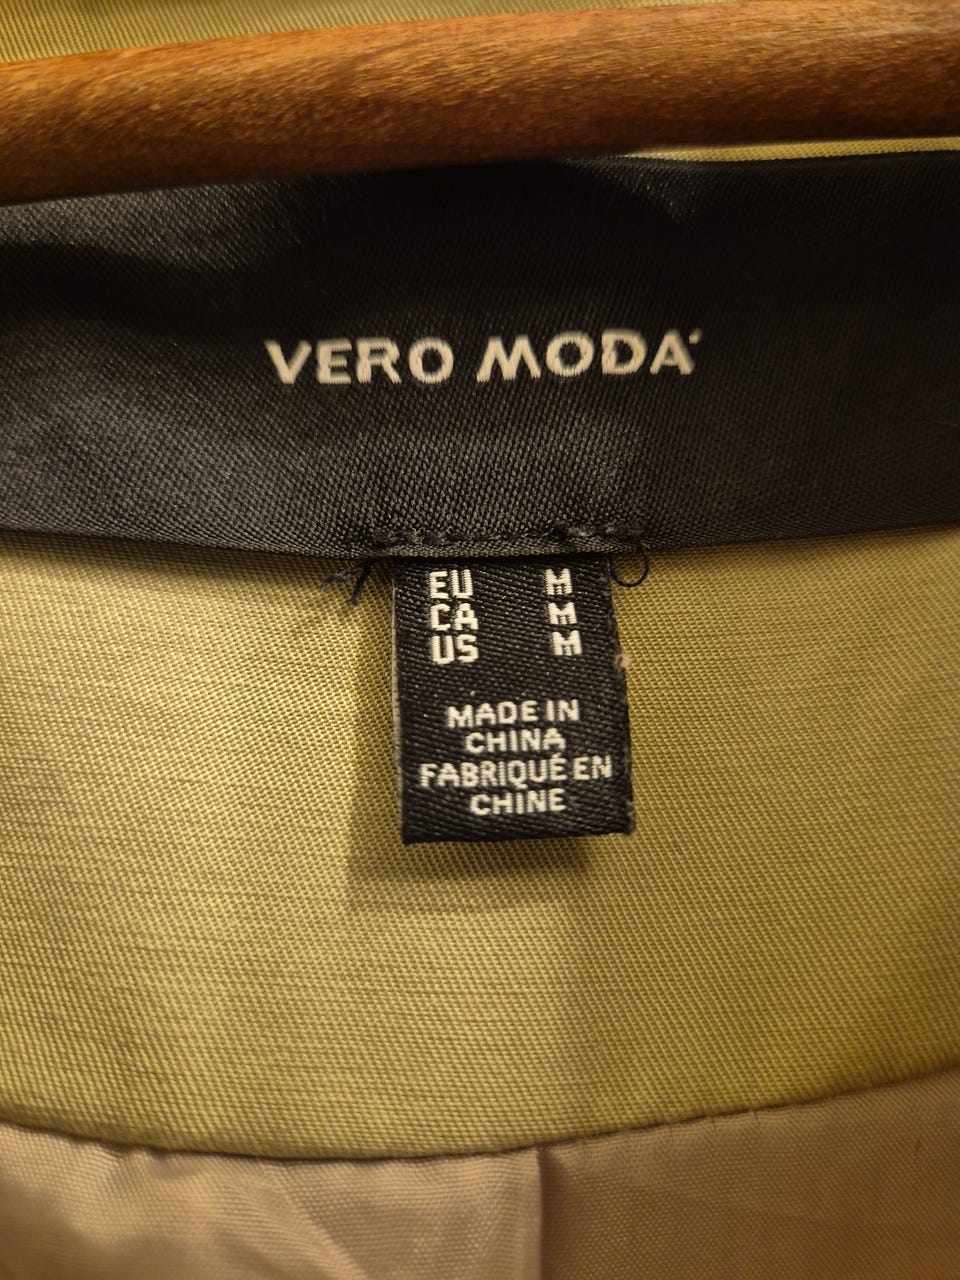 VERO MODA
EU M
CA M
US M
MADE IN
CHINA
FABRIQUÉ EN
CHINE